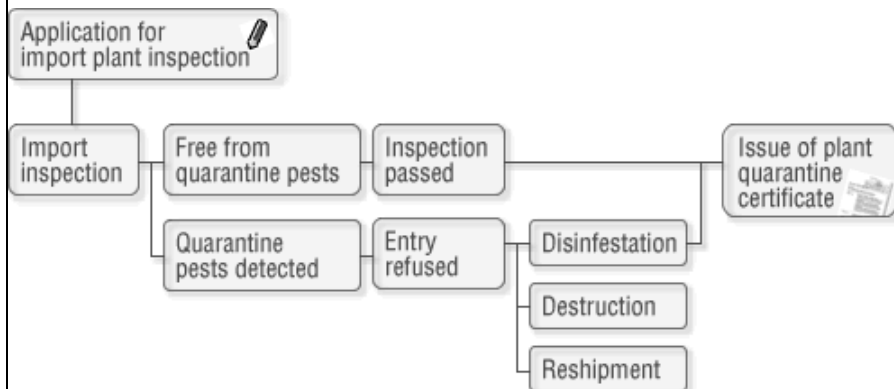 Application for
import plant inspection
Import
inspection
Free from
quarantine pests
Inspection
passed
Issue of plant
quarantine
certificate
Quarantine
pests detected
Entry
refused
Disinfestation
Destruction
Reshipment